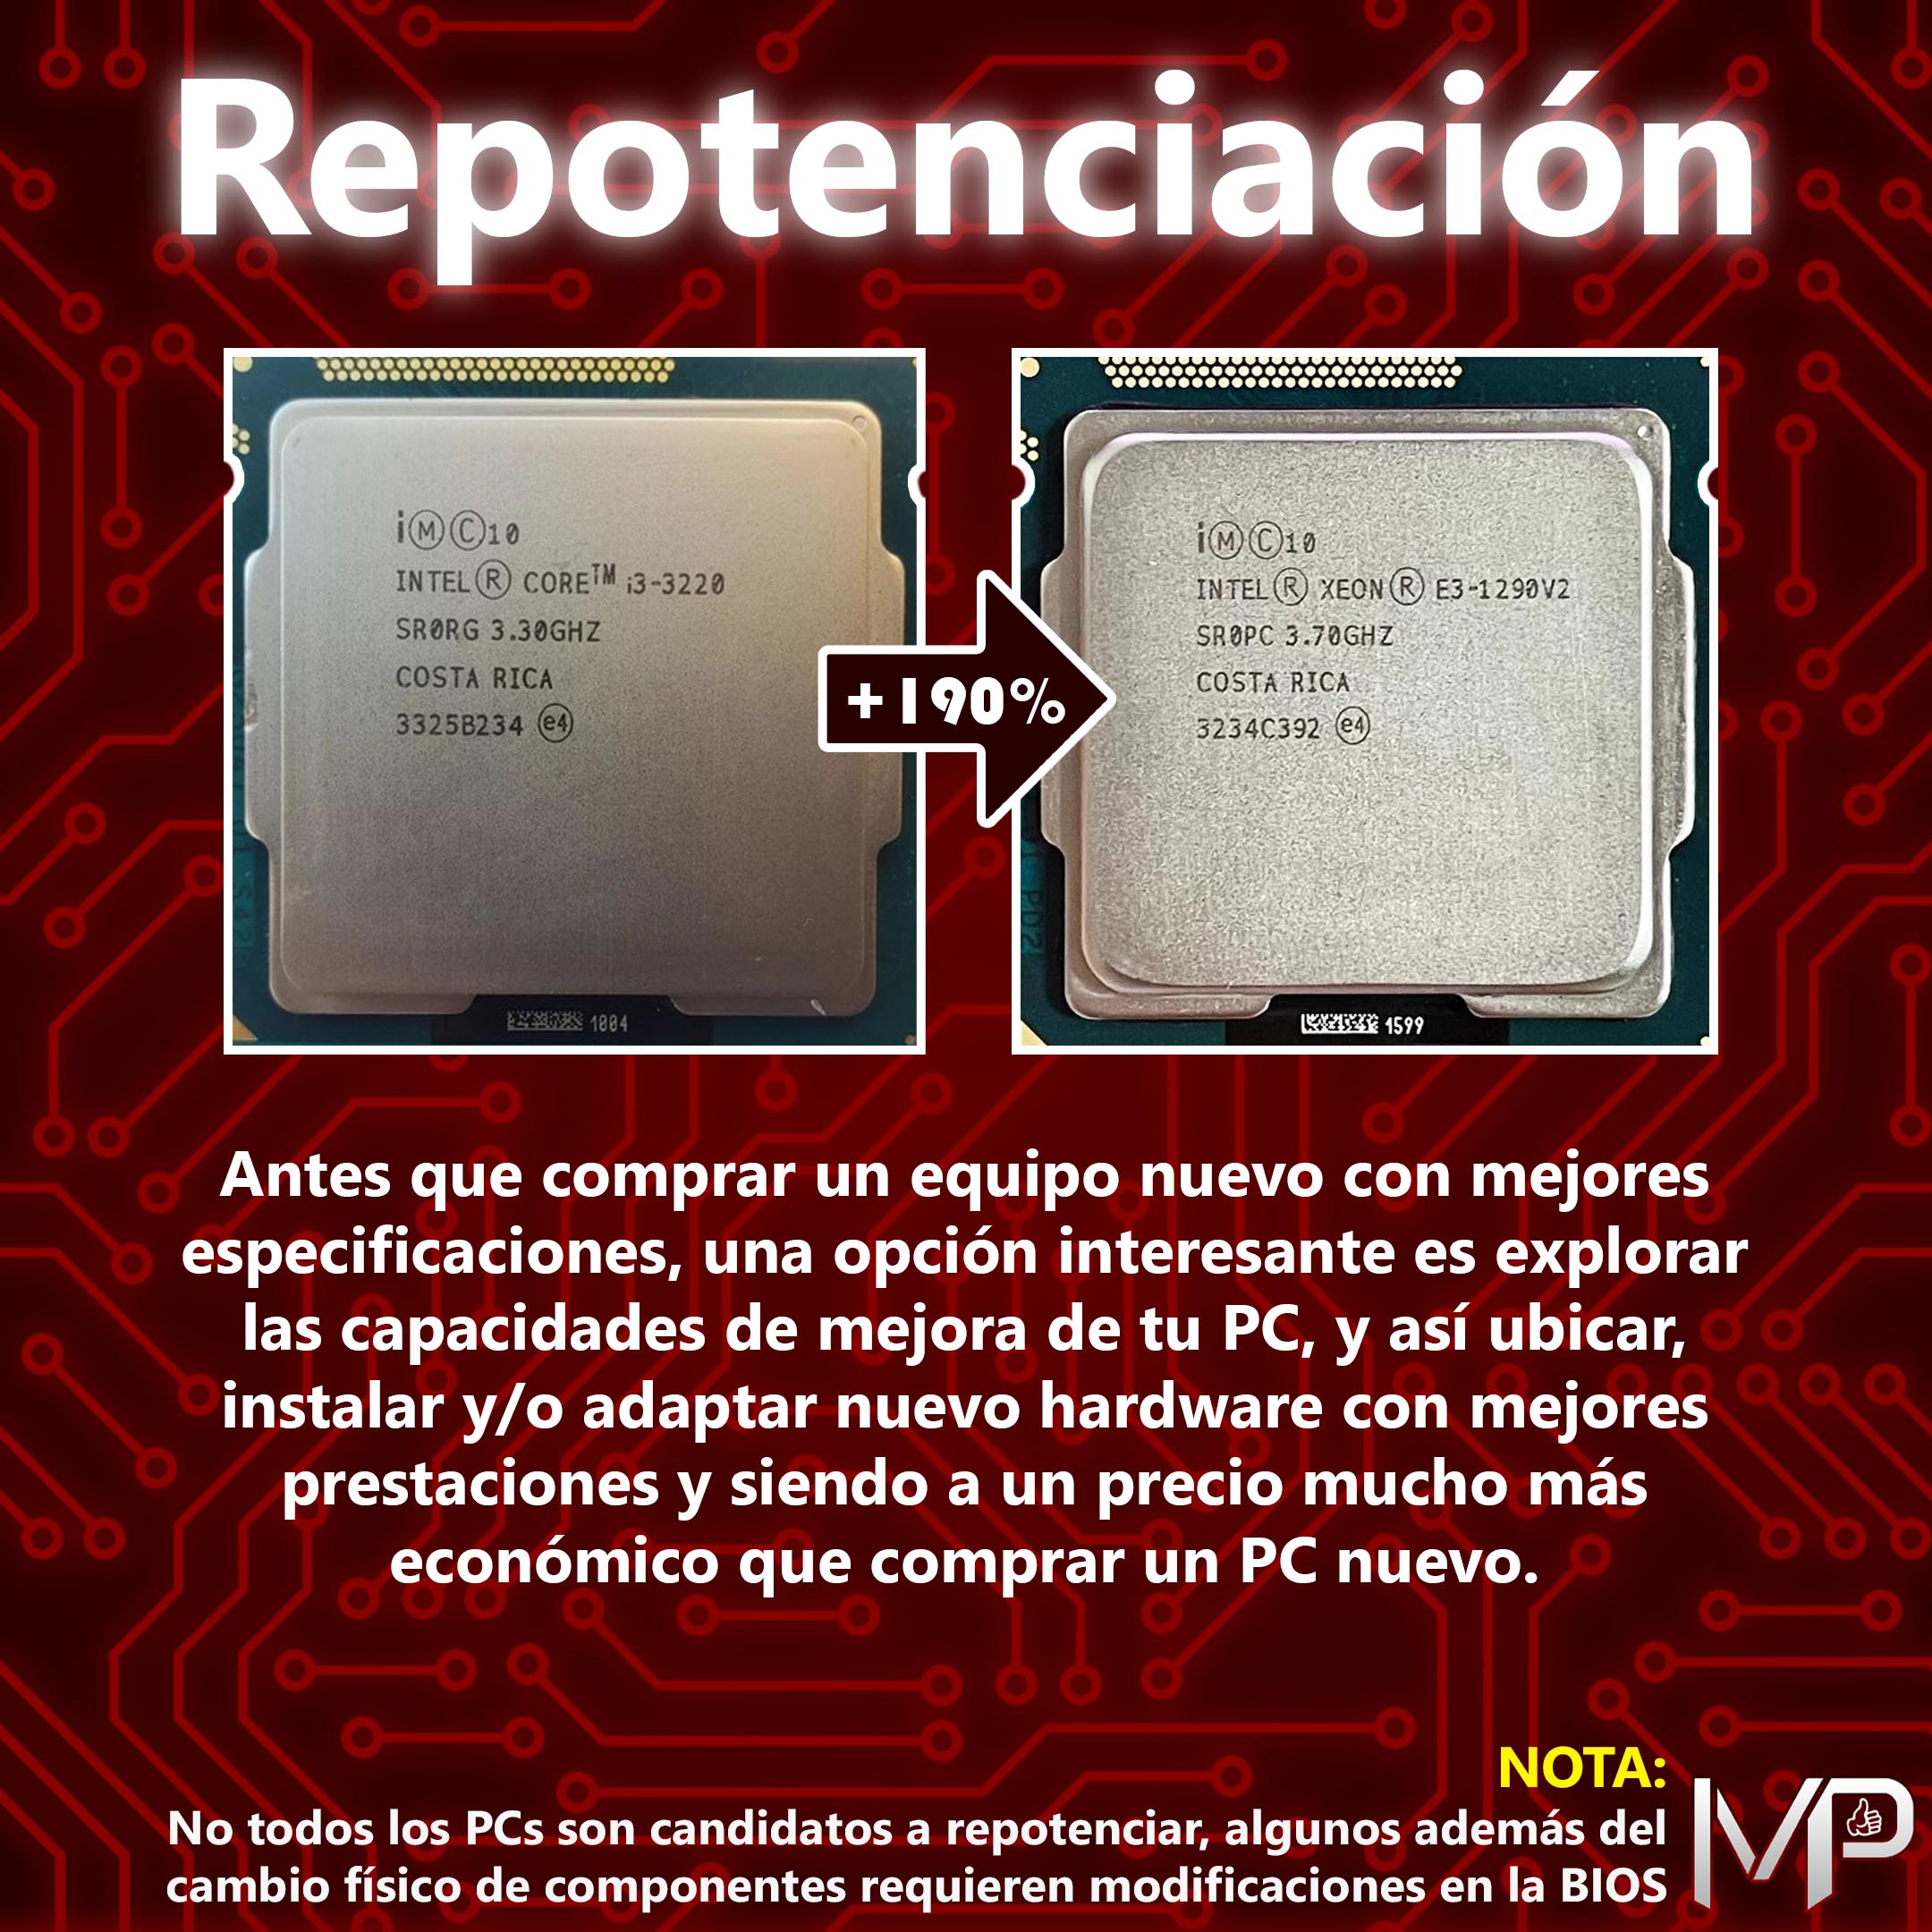 Repotenciación
iⓂ©10
INTEL® CORE™ i3-3220
SR0RG 3.30GHZ
COSTA RICA
3325B234 e4
1004
+190%
iⓂ©10
INTEL® XEON® E3-1290V2
SR0PC 3.70GHZ
COSTA RICA
3234C392 e4
1599
Antes que comprar un equipo nuevo con mejores
especificaciones, una opción interesante es explorar
las capacidades de mejora de tu PC, y así ubicar,
instalar y/o adaptar nuevo hardware con mejores
prestaciones y siendo a un precio mucho más
económico que comprar un PC nuevo.
NOTA:
No todos los PCs son candidatos a repotenciar, algunos además del
cambio físico de componentes requieren modificaciones en la BIOS
MP